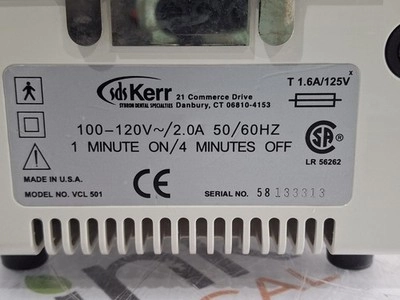 sds Kerr
SYBRON DENTAL SPECIALTIES
21 Commerce Drive
Danbury, CT 06810-4153
T 1.6A/125V
x
100-120V~/2.0A 50/60HZ
1 MINUTE ON/4 MINUTES OFF
SA
LR 56262
MADE IN USA
MODEL NO. VCL 501
CE
SERIAL NO. 58133313